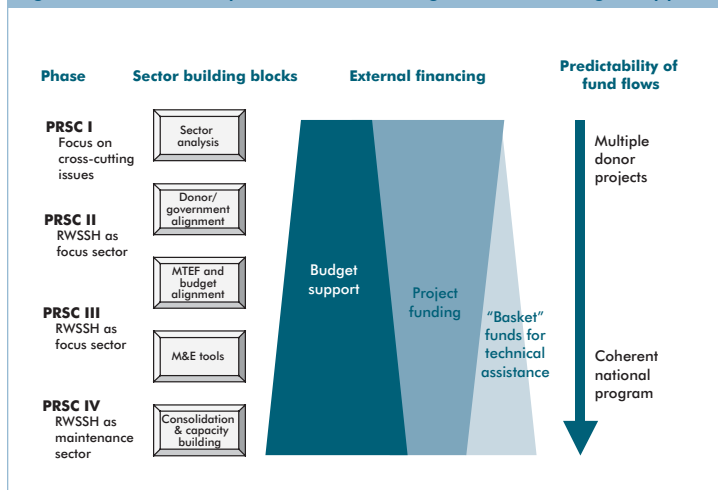 Phase
Sector building blocks
External financing
Predictability of
fund flows
PRSC I
Focus on
cross-cutting
issues
Sector
analysis
Multiple
donor
projects
Donor/
government
alignment
PRSC II
RWSSH as
focus sector
Budget
support
MTEF and
budget
alignment
Project
funding
PRSC III
RWSSH as
focus sector
"Basket"
funds for
technical
assistance
M&E tools
Coherent
national
program
PRSC IV
RWSSH as
maintenance
sector
Consolidation
& capacity
building